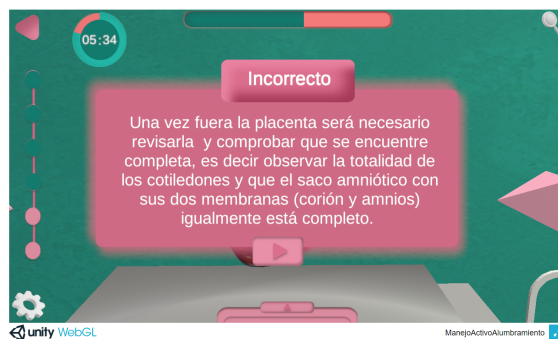 05:34
Incorrecto
Una vez fuera la placenta será necesario
revisarla y comprobar que se encuentre
completa, es decir observar la totalidad de
los cotiledones y que el saco amniótico con
sus dos membranas (corión y amnios)
igualmente está completo.
unity WebGL
ManejoActivoAlumbramiento